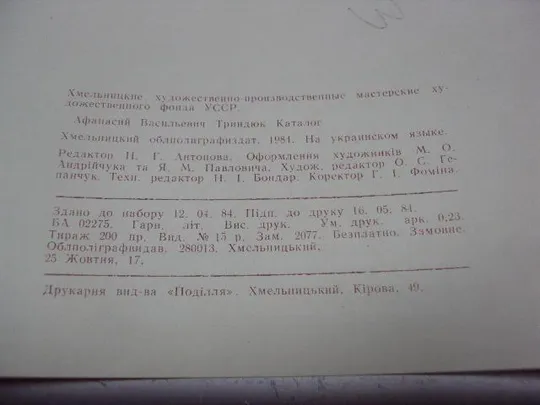 Хмельницкие художественно-производственные мастерские ху-
дожественного фонда УССР.
Афанасий Васильевич Триндюк Каталог
Хмельницкий облполиграфиздат. 1984. На украинском языке.
Редактор Н. Г. Антонова. Оформлення художників М. О.
Андрійчука та Я. М. Павловича. Худож. редактор О. С. Ге-
панчук. Техн. редактор Н. І. Бондар. Коректор Г. І. Фоміна.
Здано до набору 12. 04. 84. Підп. до друку 16. 05. 84.
БА 02275. Гарн. літ. Вис. друк. Ум. друк. арк. 0,23.
Тираж 200 пр. Вид. № 15 р. Зам. 2077. Безплатно. Замовне.
Облполіграфвидав. 280013, Хмельницький,
25 Жовтня, 17,
Друкарня вид-ва «Поділля». Хмельницький, Кірова, 49.